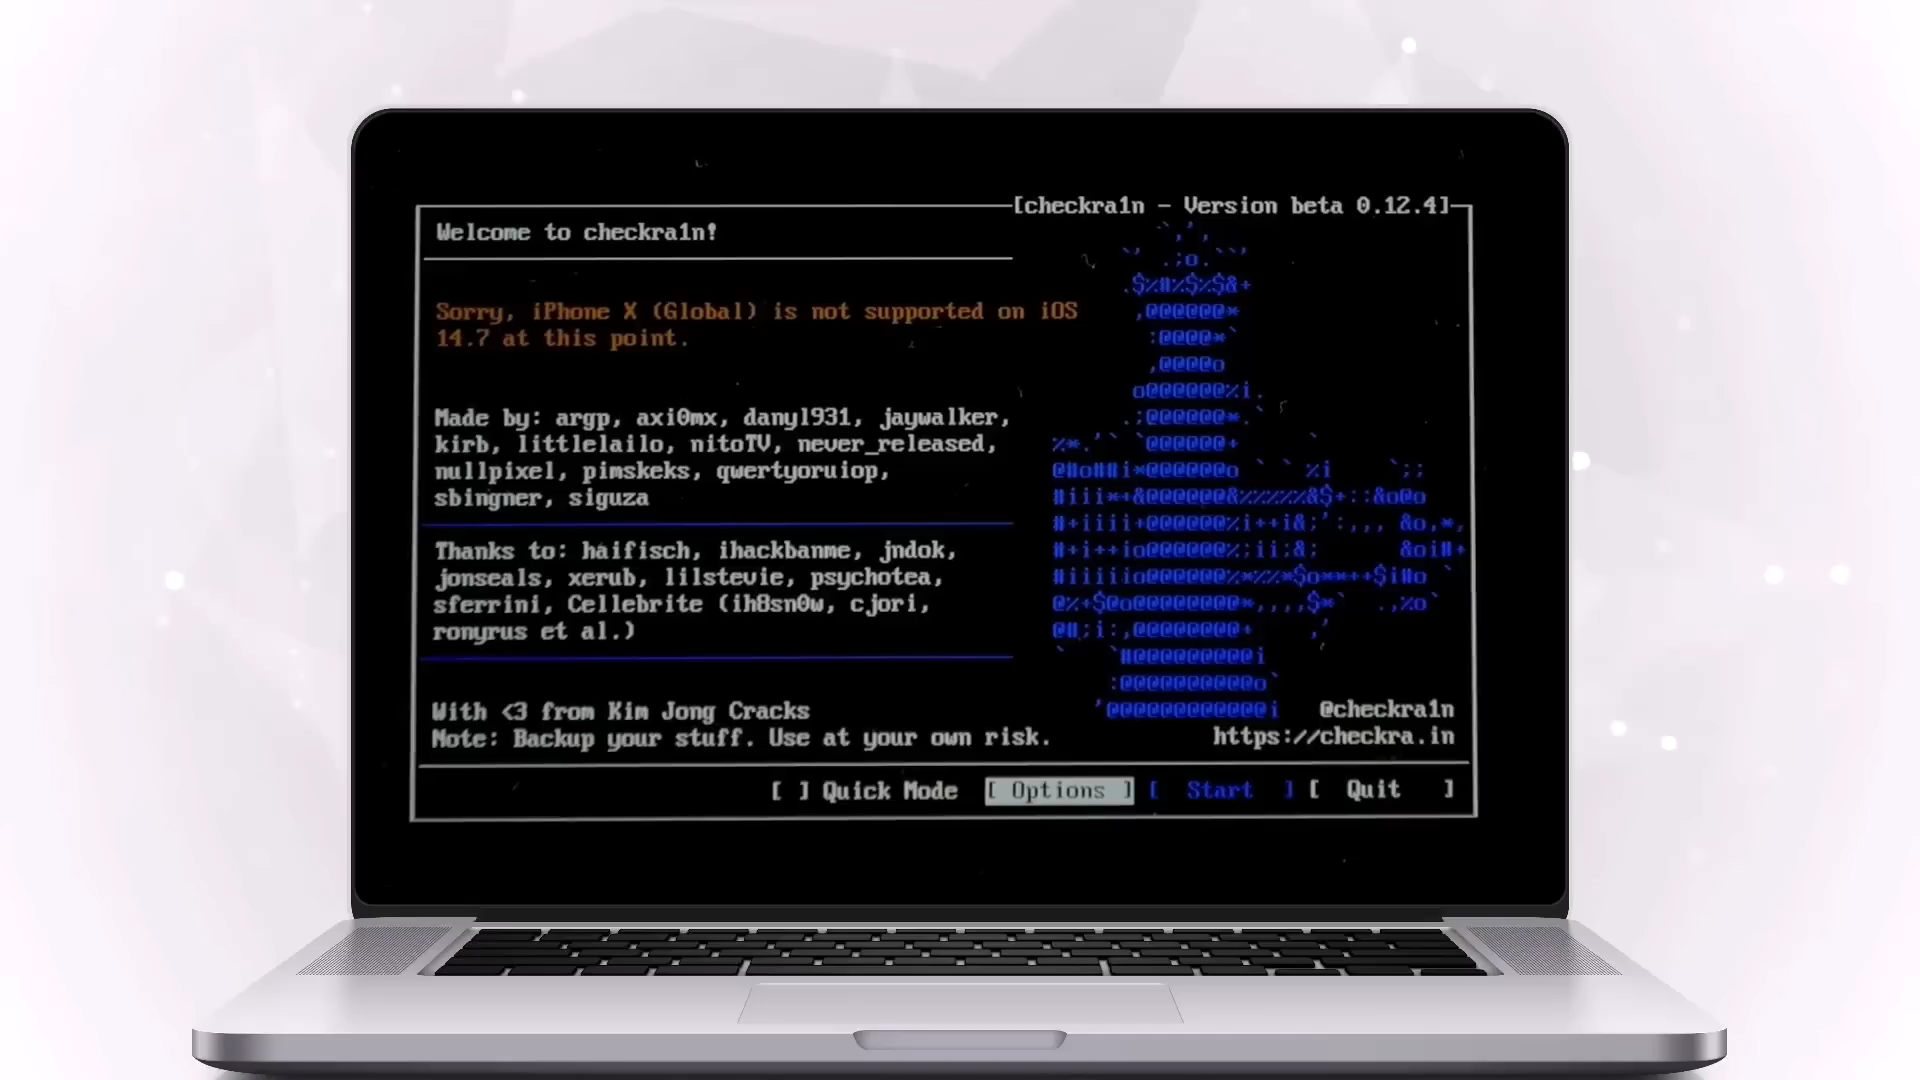 [checkra1n - Version beta 0.12.4]
Welcome to checkra1n!
Sorry, iPhone X (Global) is not supported on iOS
14.7 at this point.
Made by: argp, axi0mx, danyl931, jaywalker,
kirb, littlelailo, nitoTV, never_released,
nullpixel, pimskeks, qwertyoruiop,
sbingner, siguza
Thanks to: haifisch, ihackbanme, jndok,
jonseals, xerub, lilstevie, psychotea,
sferrini, Cellebrite (ih8sn0w, cjori,
ronyrus et al.)
With <3 from Kim Jong Cracks
Note: Backup your stuff. Use at your own risk.
@checkra1n
https://checkra.in
[ ] Quick Mode [ Options ] [ Start ] [ Quit ]